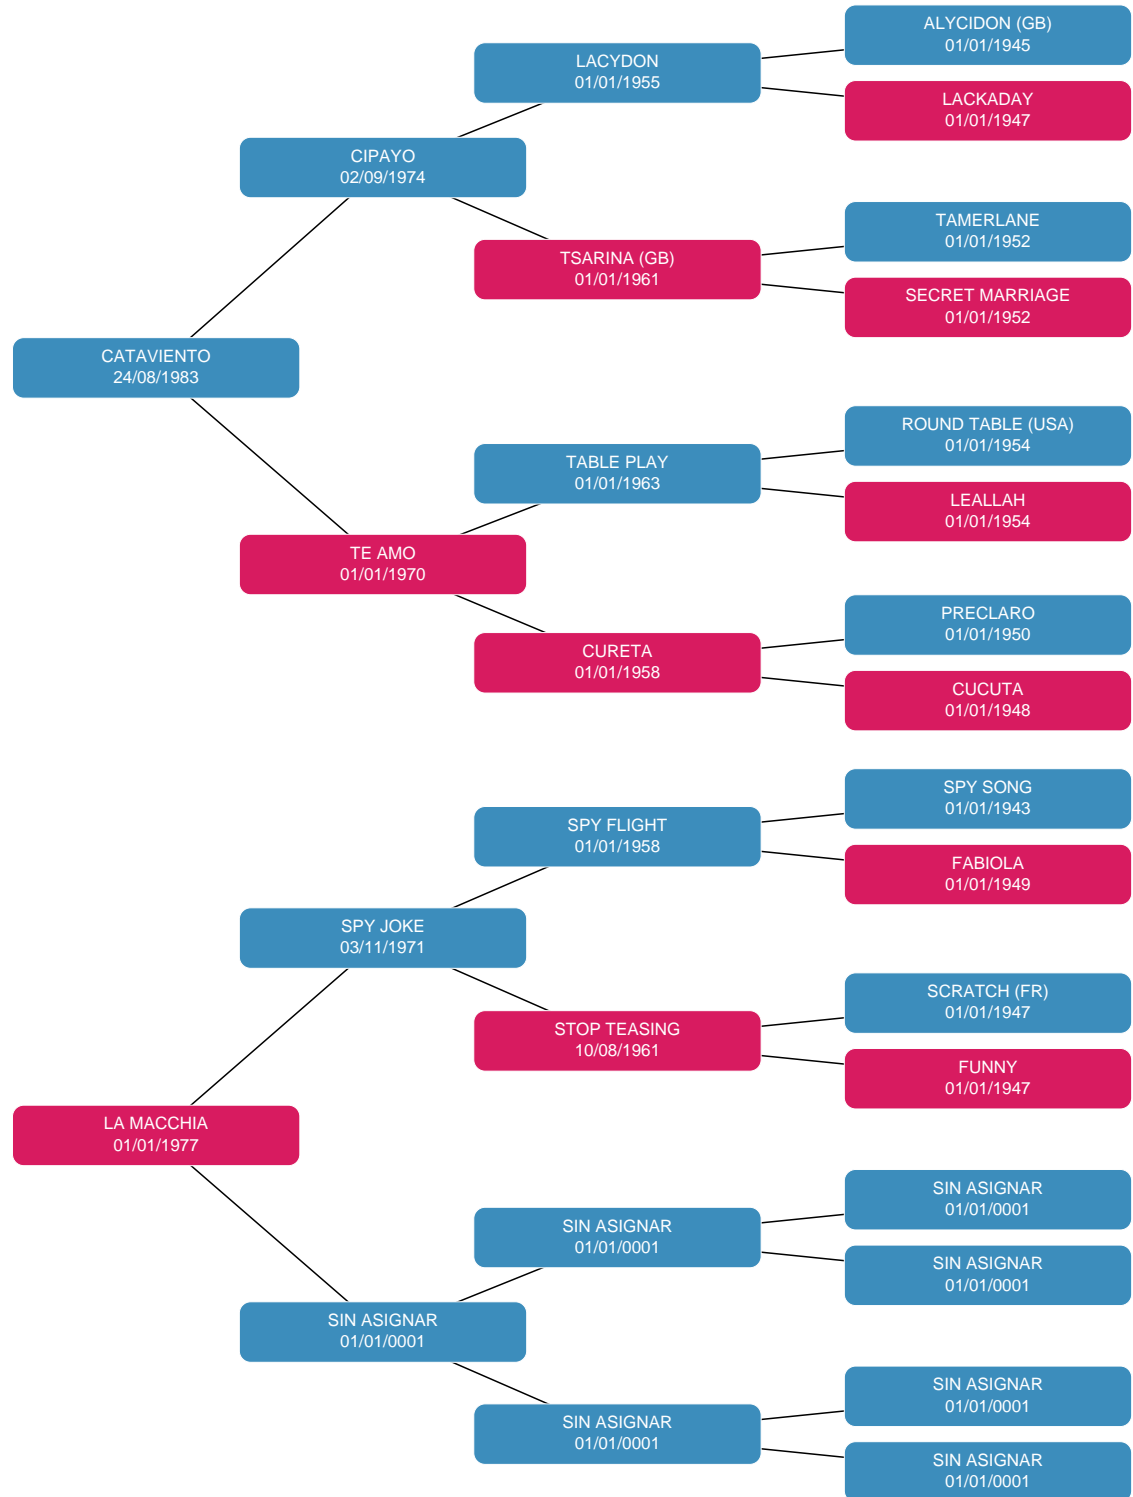 ALYCIDON (GB)
01/01/1945
LACYDON
01/01/1955
LACKADAY
01/01/1947
CIPAYO
02/09/1974
TAMERLANE
01/01/1952
TSARINA (GB)
01/01/1961
SECRET MARRIAGE
01/01/1952
CATAVIENTO
24/08/1983
ROUND TABLE (USA)
01/01/1954
TABLE PLAY
01/01/1963
LEALLAH
01/01/1954
TE AMO
01/01/1970
PRECLARO
01/01/1950
CURETA
01/01/1958
CUCUTA
01/01/1948
SPY SONG
01/01/1943
SPY FLIGHT
01/01/1958
FABIOLA
01/01/1949
SPY JOKE
03/11/1971
SCRATCH (FR)
01/01/1947
STOP TEASING
10/08/1961
FUNNY
01/01/1947
LA MACCHIA
01/01/1977
SIN ASIGNAR
01/01/0001
SIN ASIGNAR
01/01/0001
SIN ASIGNAR
01/01/0001
SIN ASIGNAR
01/01/0001
SIN ASIGNAR
01/01/0001
SIN ASIGNAR
01/01/0001
SIN ASIGNAR
01/01/0001